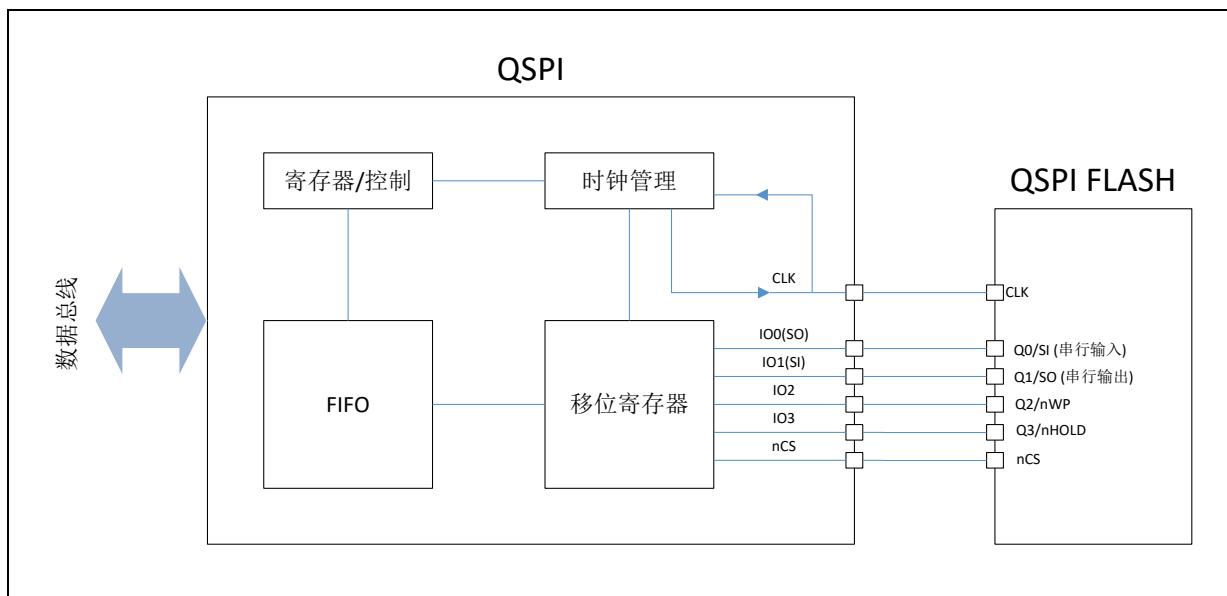 QSPI
寄存器/控制
时钟管理
QSPI FLASH
数据总线
CLK
CLK
FIFO
移位寄存器
IO0(SO)
Q0/SI (串行输入)
IO1(SI)
Q1/SO (串行输出)
IO2
Q2/nWP
IO3
Q3/nHOLD
nCS
nCS